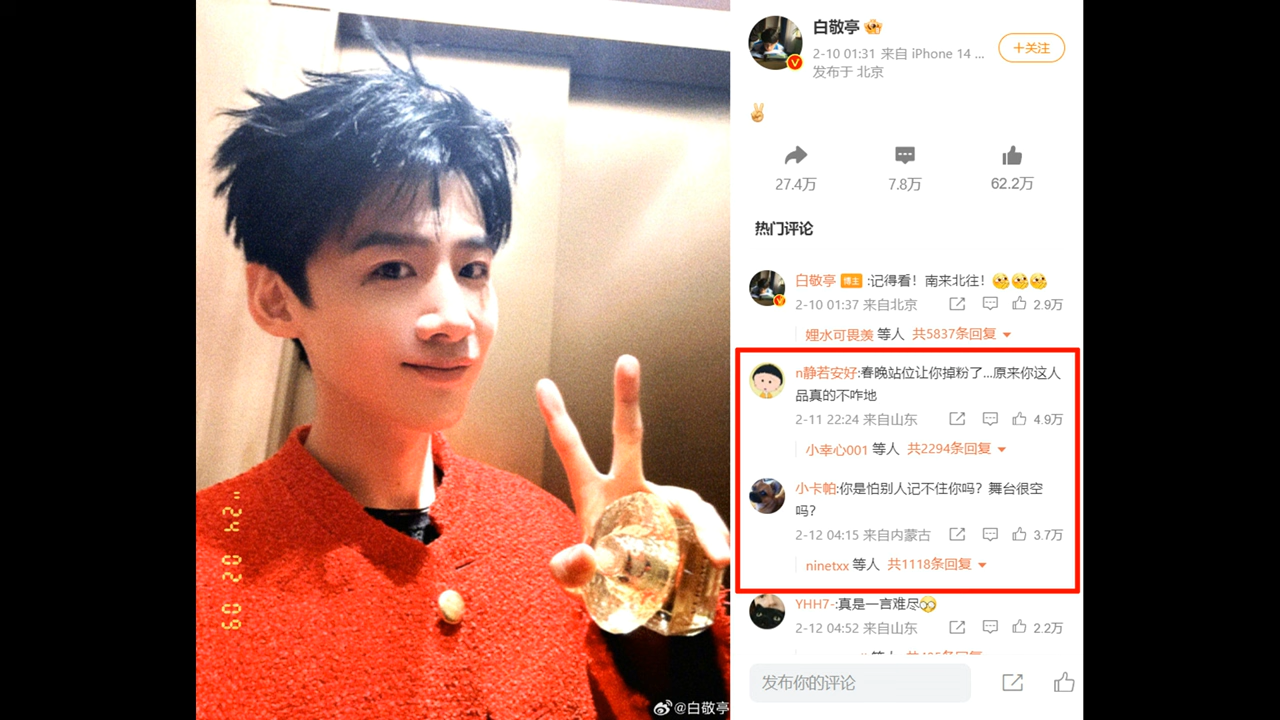 白敬亭
2-10 01:31 来自 iPhone 14 ...
发布于 北京
+关注
27.4万
7.8万
62.2万
热门评论
白敬亭 博主 :记得看！南来北往！
2-10 01:37 来自北京 2.9万
娌水可畏羡 等人 共5837条回复
n静若安好:春晚站位让你掉粉了...原来你这人
品真的不咋地
2-11 22:24 来自山东 4.9万
小幸心001 等人 共2294条回复
小卡帕:你是怕别人记不住你吗？舞台很空
吗?
2-12 04:15 来自内蒙古 3.7万
ninetxx 等人 共1118条回复
YHH7-:真是一言难尽
2-12 04:52 来自山东 2.2万
发布你的评论
'24 02 09
@白敬亭